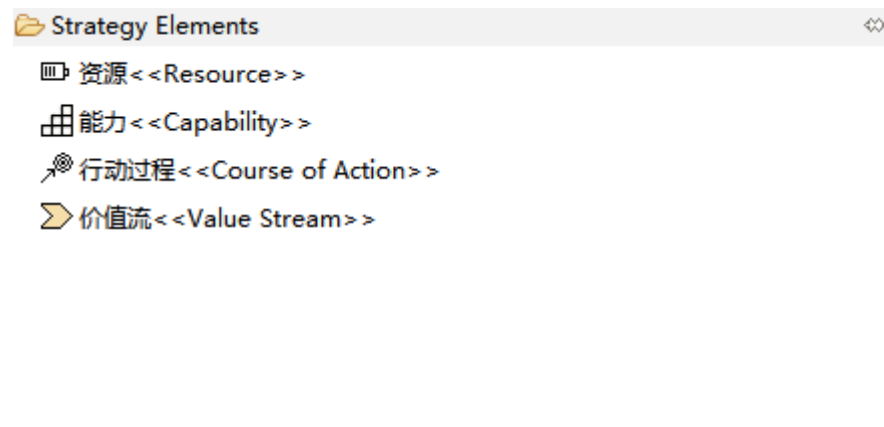 Strategy Elements
资源<<Resource>>
能力<<Capability>>
行动过程<<Course of Action>>
价值流<<Value Stream>>